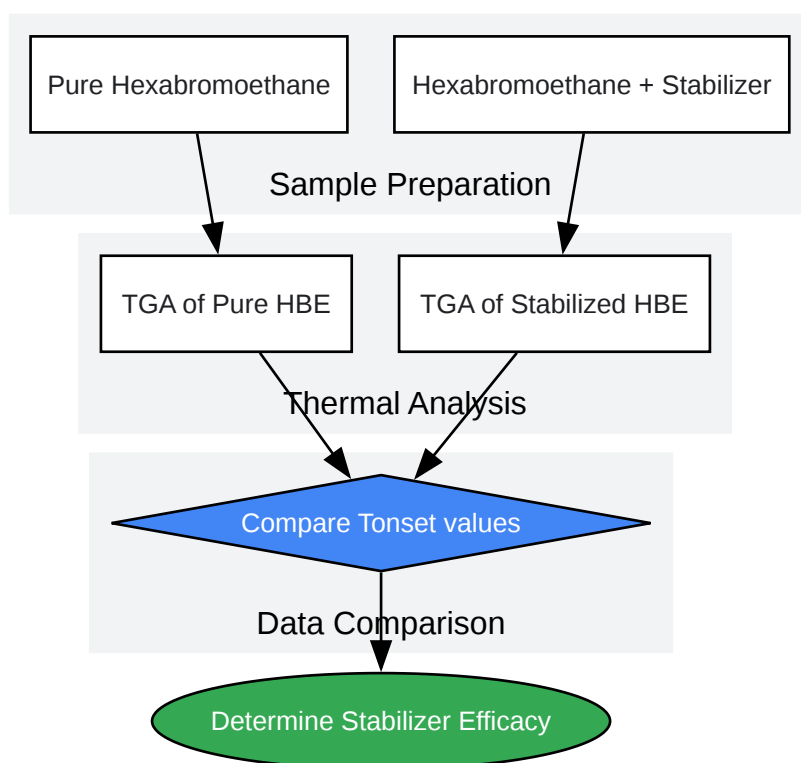 Pure Hexabromoethane
Hexabromoethane + Stabilizer
Sample Preparation
TGA of Pure HBE
TGA of Stabilized HBE
Thermal Analysis
Compare Tonset values
Data Comparison
Determine Stabilizer Efficacy